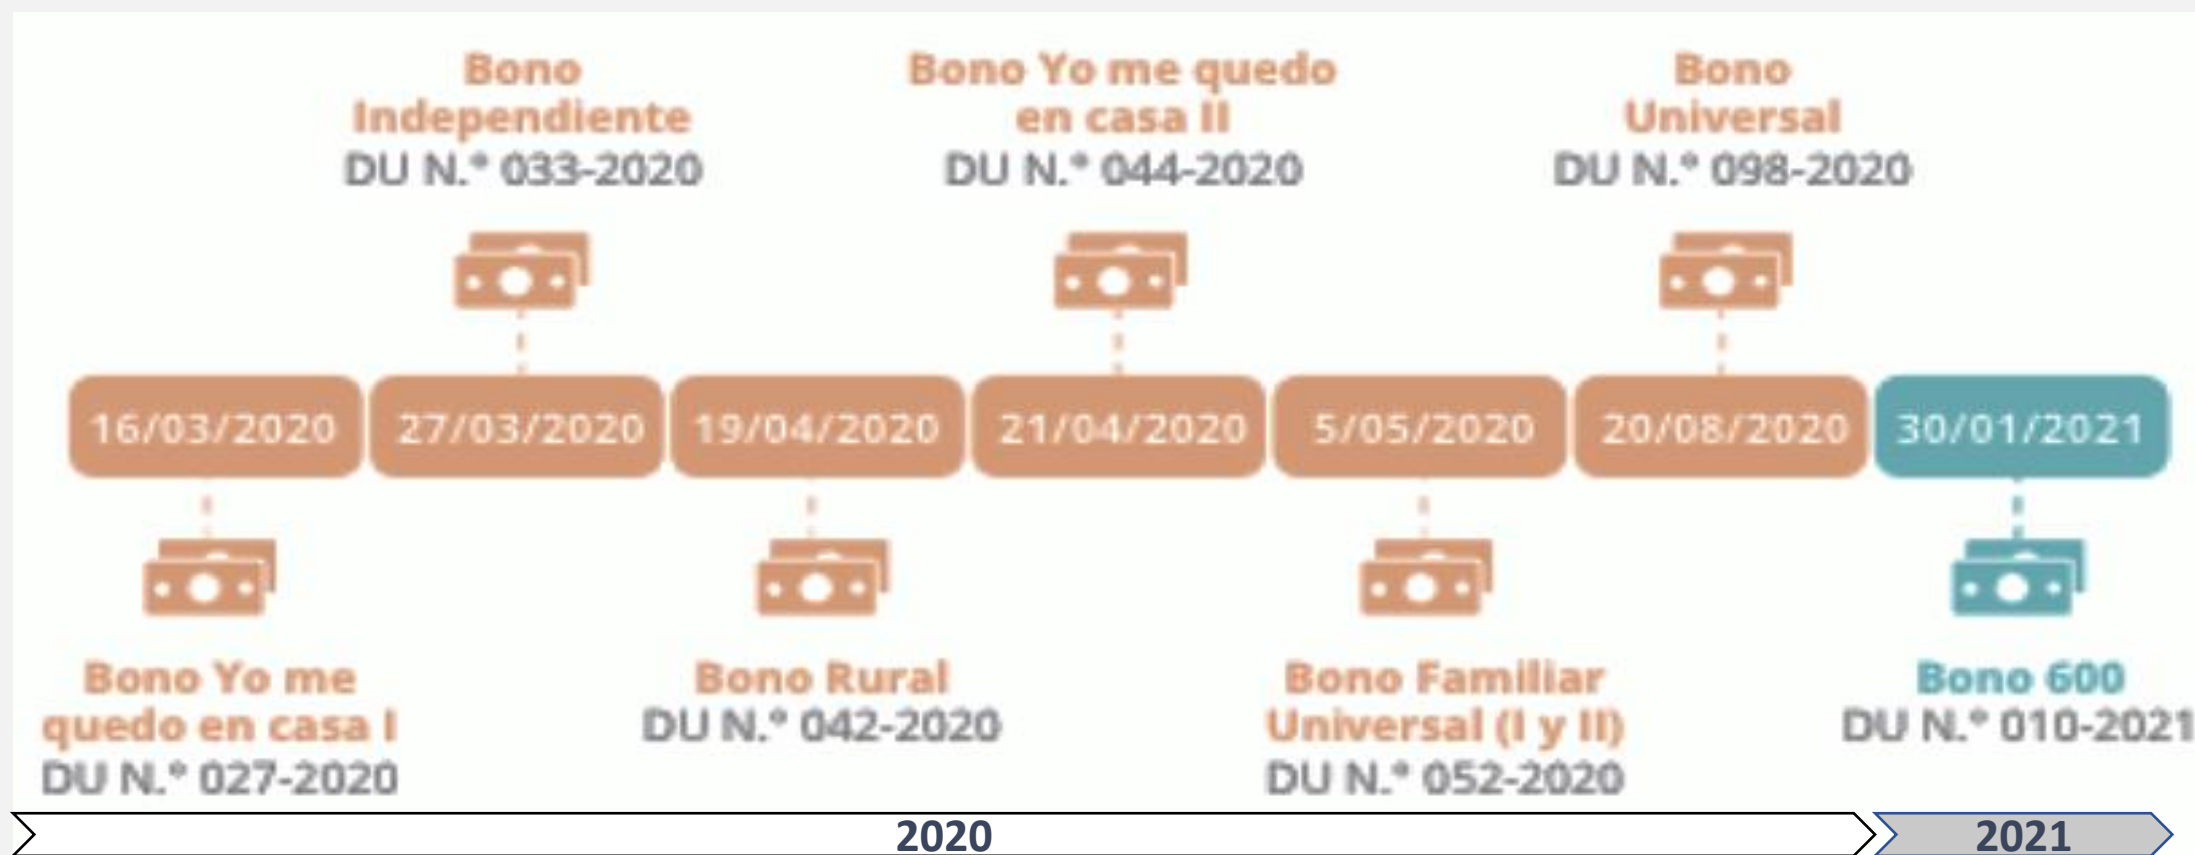 Bono
Independiente
DU N.° 033-2020
Bono Yo me quedo
en casa II
DU N.° 044-2020
Bono
Universal
DU N.° 098-2020
16/03/2020
27/03/2020
19/04/2020
21/04/2020
5/05/2020
20/08/2020
30/01/2021
Bono Yo me
quedo en casa I
DU N.° 027-2020
Bono Rural
DU N.° 042-2020
Bono Familiar
Universal (I y II)
DU N.° 052-2020
Bono 600
DU N.° 010-2021
2020
2021